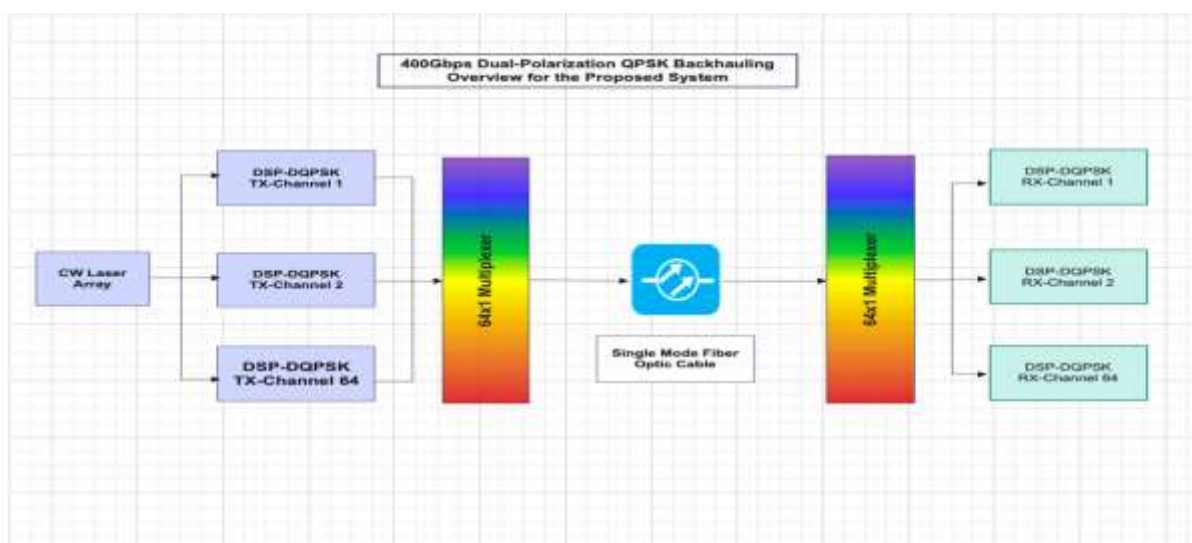 400Gbps Dual-Polarization QPSK Backhauling
Overview for the Proposed System
CW Laser
Array
DSP-DQPSK
TX-Channel 1
DSP-DQPSK
TX-Channel 2
DSP-DQPSK
TX-Channel 64
64x1 Multiplexer
Single Mode Fiber
Optic Cable
64x1 Multiplexer
DSP-DQPSK
RX-Channel 1
DSP-DQPSK
RX-Channel 2
DSP-DQPSK
RX-Channel 64